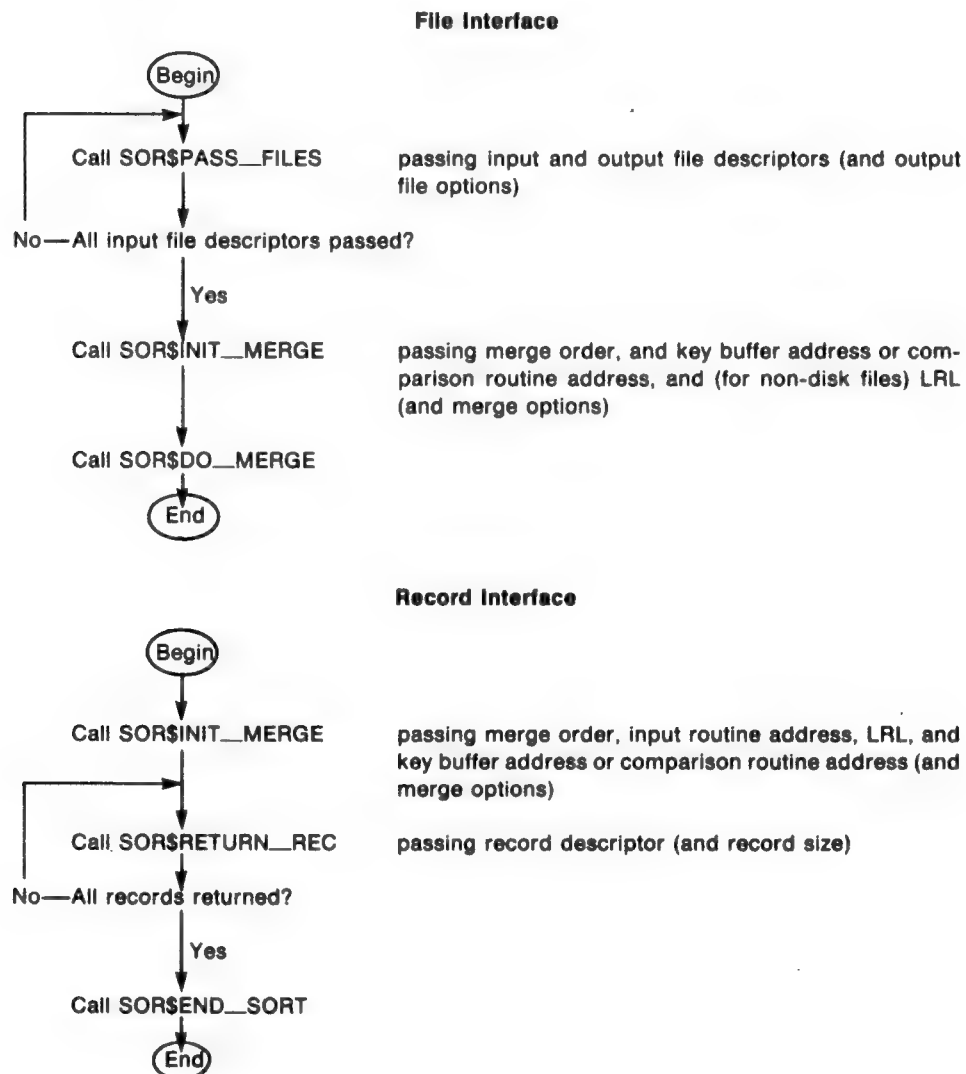 File Interface
Begin
Call SOR$PASS__FILES passing input and output file descriptors (and output
file options)
No—All input file descriptors passed?
Yes
Call SOR$INIT__MERGE passing merge order, and key buffer address or com-
parison routine address, and (for non-disk files) LRL
(and merge options)
Call SOR$DO__MERGE
End
Record Interface
Begin
Call SOR$INIT__MERGE passing merge order, input routine address, LRL, and
key buffer address or comparison routine address (and
merge options)
Call SOR$RETURN__REC passing record descriptor (and record size)
No—All records returned?
Yes
Call SOR$END__SORT
End